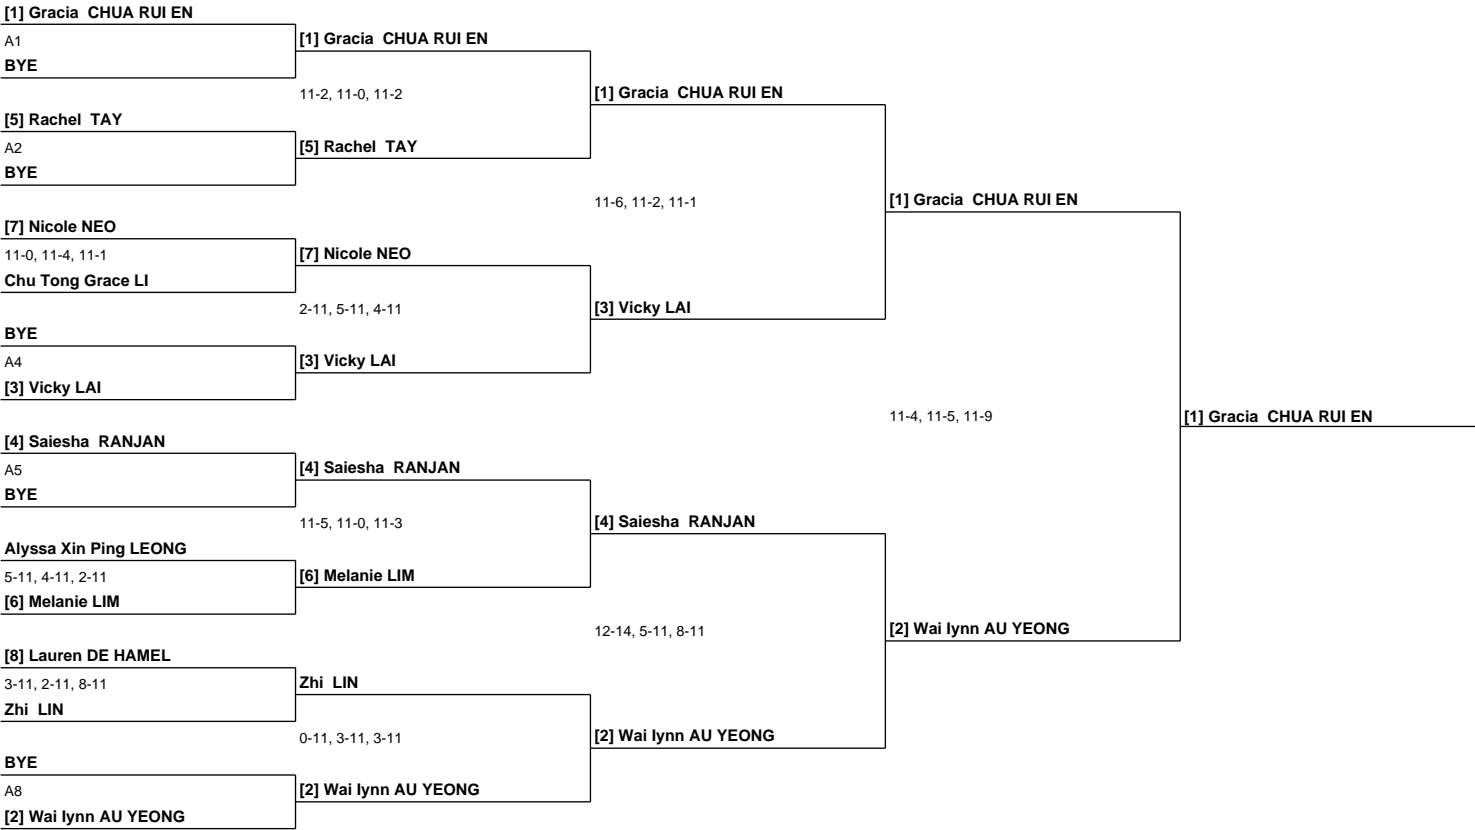 [1] Gracia  CHUA RUI EN
A1
BYE
[5] Rachel  TAY
A2
BYE
[7] Nicole NEO
11-0, 11-4, 11-1
Chu Tong Grace LI
BYE
A4
[3] Vicky LAI
[4] Saiesha  RANJAN
A5
BYE
Alyssa Xin Ping LEONG
5-11, 4-11, 2-11
[6] Melanie LIM
[8] Lauren DE HAMEL
3-11, 2-11, 8-11
Zhi  LIN
BYE
A8
[2] Wai lynn AU YEONG
[1] Gracia  CHUA RUI EN
11-2, 11-0, 11-2
[5] Rachel  TAY
[7] Nicole NEO
2-11, 5-11, 4-11
[3] Vicky LAI
[4] Saiesha  RANJAN
11-5, 11-0, 11-3
[6] Melanie LIM
Zhi  LIN
0-11, 3-11, 3-11
[2] Wai lynn AU YEONG
[1] Gracia  CHUA RUI EN
11-6, 11-2, 11-1
[3] Vicky LAI
[4] Saiesha  RANJAN
12-14, 5-11, 8-11
[2] Wai lynn AU YEONG
[1] Gracia  CHUA RUI EN
11-4, 11-5, 11-9
[2] Wai lynn AU YEONG
[1] Gracia  CHUA RUI EN